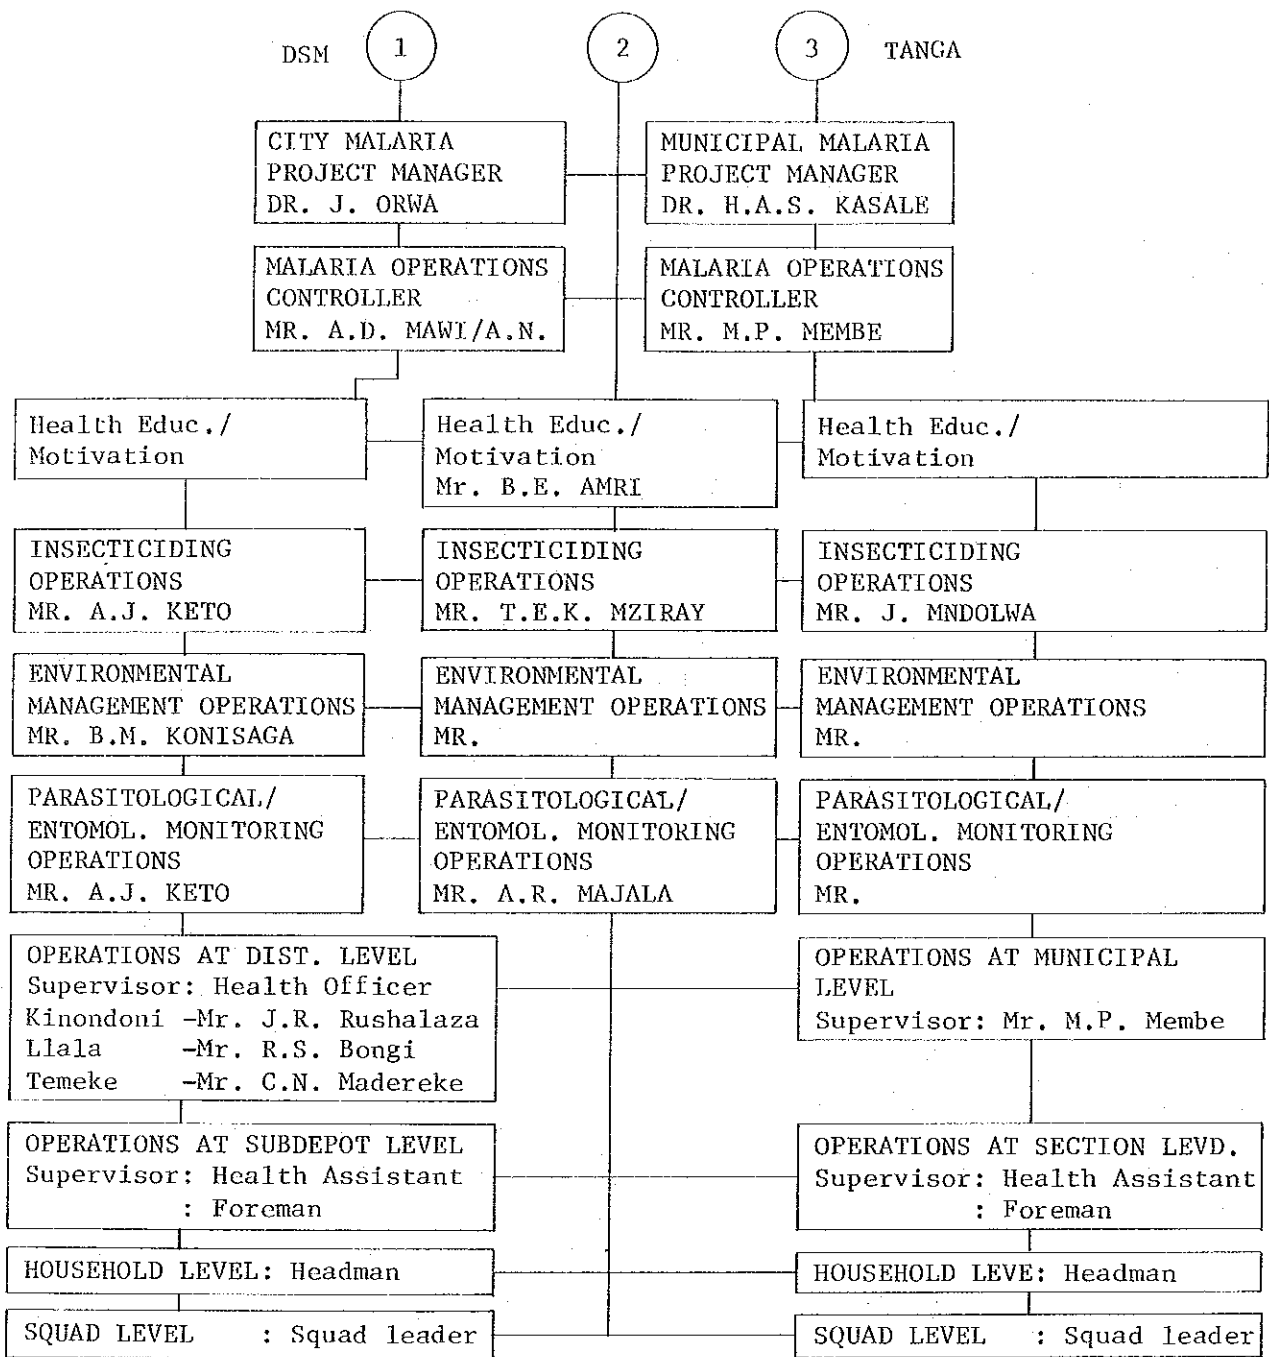 DSM 1 2 3 TANGA
CITY MALARIA
PROJECT MANAGER
DR. J. ORWA
MUNICIPAL MALARIA
PROJECT MANAGER
DR. H.A.S. KASALE
MALARIA OPERATIONS
CONTROLLER
MR. A.D. MAWI/A.N.
MALARIA OPERATIONS
CONTROLLER
MR. M.P. MEMBE
Health Educ./
Motivation
Health Educ./
Motivation
Mr. B.E. AMRI
Health Educ./
Motivation
INSECTICIDING
OPERATIONS
MR. A.J. KETO
INSECTICIDING
OPERATIONS
MR. T.E.K. MZIRAY
INSECTICIDING
OPERATIONS
MR. J. MNDOLWA
ENVIRONMENTAL
MANAGEMENT OPERATIONS
MR. B.M. KONISAGA
ENVIRONMENTAL
MANAGEMENT OPERATIONS
MR.
ENVIRONMENTAL
MANAGEMENT OPERATIONS
MR.
PARASITOLOGICAL/
ENTOMOL. MONITORING
OPERATIONS
MR. A.J. KETO
PARASITOLOGICAL/
ENTOMOL. MONITORING
OPERATIONS
MR. A.R. MAJALA
PARASITOLOGICAL/
ENTOMOL. MONITORING
OPERATIONS
MR.
OPERATIONS AT DIST. LEVEL
Supervisor: Health Officer
Kinondoni -Mr. J.R. Rushalaza
Llala -Mr. R.S. Bongi
Temeke -Mr. C.N. Madereke
OPERATIONS AT MUNICIPAL
LEVEL
Supervisor: Mr. M.P. Membe
OPERATIONS AT SUBDEPOT LEVEL
Supervisor: Health Assistant
: Foreman
OPERATIONS AT SECTION LEVD.
Supervisor: Health Assistant
: Foreman
HOUSEHOLD LEVEL: Headman
HOUSEHOLD LEVE: Headman
SQUAD LEVEL : Squad leader
SQUAD LEVEL : Squad leader